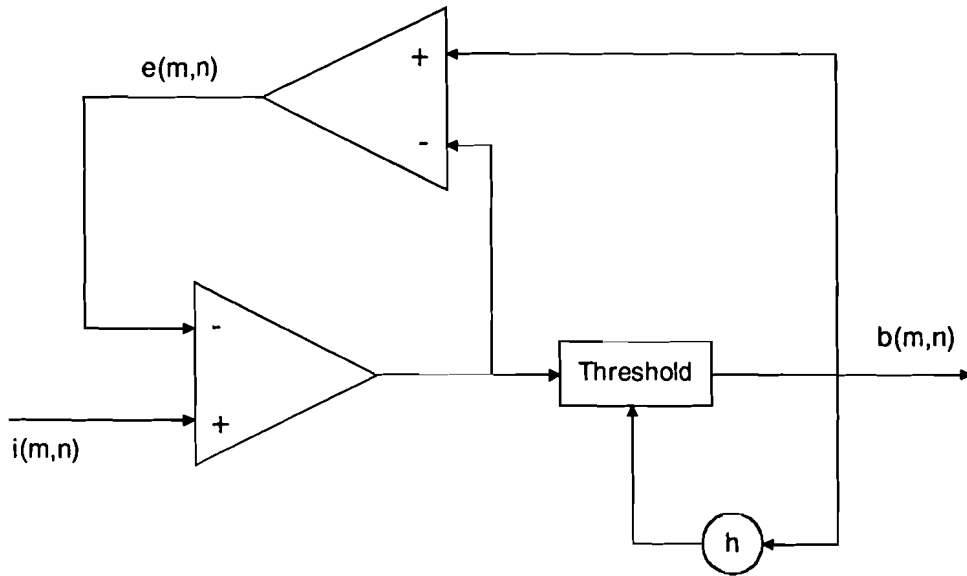 e(m,n)
+
-
-
+
i(m,n)
Threshold
b(m,n)
h